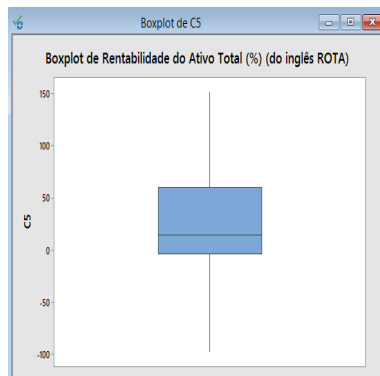 Boxplot de C5
Boxplot de Rentabilidade do Ativo Total (%) (do inglês ROTA)
150
100
50
0
-50
-100
C5